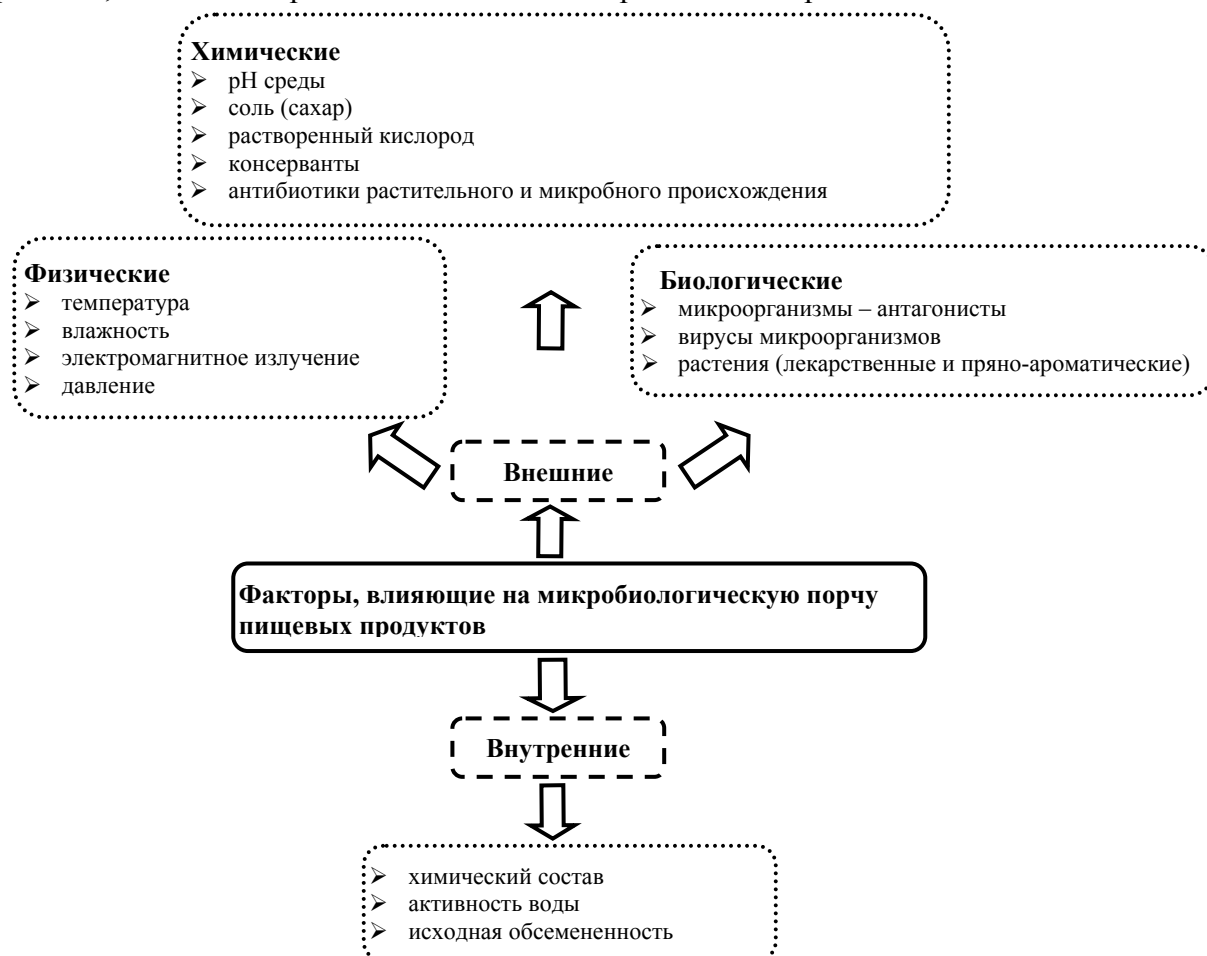 Химические
➢ pH среды
➢ соль (сахар)
➢ растворенный кислород
➢ консерванты
➢ антибиотики растительного и микробного происхождения
Физические
➢ температура
➢ влажность
➢ электромагнитное излучение
➢ давление
Биологические
➢ микроорганизмы – антагонисты
➢ вирусы микроорганизмов
➢ растения (лекарственные и пряно-ароматические)
Внешние
Факторы, влияющие на микробиологическую порчу
пищевых продуктов
Внутренние
➢ химический состав
➢ активность воды
➢ исходная обсемененность